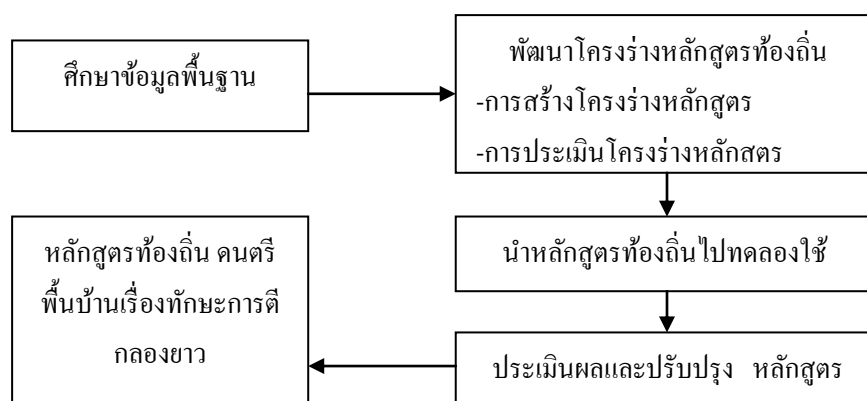 ศึกษาข้อมูลพื้นฐาน
พัฒนาโครงร่างหลักสูตรท้องถิ่น
-การสร้างโครงร่างหลักสูตร
-การประเมินโครงร่างหลักสตร
นำหลักสูตรท้องถิ่นไปทดลองใช้
ประเมินผลและปรับปรุง หลักสูตร
หลักสูตรท้องถิ่น ดนตรี
พื้นบ้านเรื่องทักษะการตี
กลองยาว